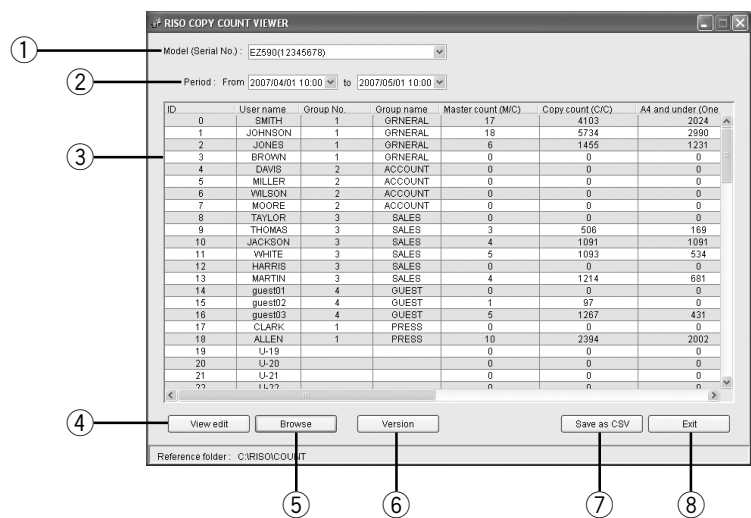 RISO COPY COUNT VIEWER
① Model (Serial No.) : EZ590(12345678)
② Period : From 2007/04/01 10:00 to 2007/05/01 10:00
③
ID User name Group No. Group name Master count (M/C) Copy count (C/C) A4 and under (One
0 SMITH 1 GRNERAL 17 4103 2024
1 JOHNSON 1 GRNERAL 18 5734 2990
2 JONES 1 GRNERAL 6 1455 1231
3 BROWN 1 GRNERAL 0 0 0
4 DAVIS 2 ACCOUNT 0 0 0
5 MILLER 2 ACCOUNT 0 0 0
6 WILSON 2 ACCOUNT 0 0 0
7 MOORE 2 ACCOUNT 0 0 0
8 TAYLOR 3 SALES 0 0 0
9 THOMAS 3 SALES 3 506 169
10 JACKSON 3 SALES 4 1091 1091
11 WHITE 3 SALES 5 1093 534
12 HARRIS 3 SALES 0 0 0
13 MARTIN 3 SALES 4 1214 681
14 guest01 4 GUEST 0 0 0
15 guest02 4 GUEST 1 97 0
16 guest03 4 GUEST 5 1267 431
17 CLARK 1 PRESS 0 0 0
18 ALLEN 1 PRESS 10 2394 2002
19 U-19 0 0 0
20 U-20 0 0 0
21 U-21 0 0 0
22 U-22 0 0 0
④ View edit Browse Version Save as CSV Exit
Reference folder : C:\RISO\COUNT
⑤ ⑥ ⑦ ⑧